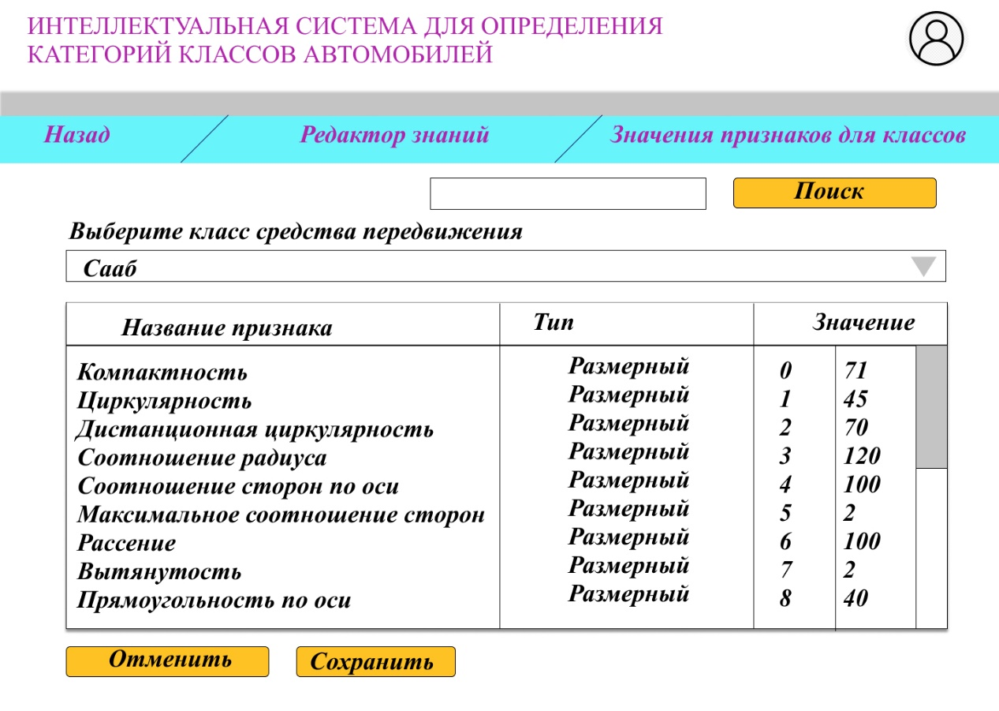 ИНТЕЛЛЕКТУАЛЬНАЯ СИСТЕМА ДЛЯ ОПРЕДЕЛЕНИЯ
КАТЕГОРИЙ КЛАССОВ АВТОМОБИЛЕЙ
Назад Редактор знаний Значения признаков для классов
Поиск
Выберите класс средства передвижения
Сааб
Название признака Тип Значение
Компактность Размерный 0 71
Циркулярность Размерный 1 45
Дистанционная циркулярность Размерный 2 70
Соотношение радиуса Размерный 3 120
Соотношение сторон по оси Размерный 4 100
Максимальное соотношение сторон Размерный 5 2
Рассение Размерный 6 100
Вытянутость Размерный 7 2
Прямоугольность по оси Размерный 8 40
Отменить Сохранить